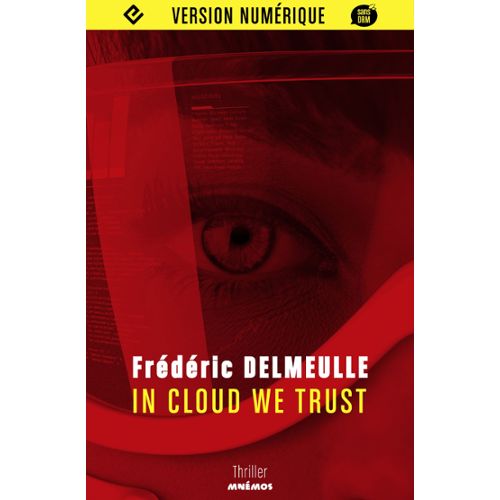 VERSION NUMÉRIQUE
sans
DRM
Frédéric DELMEULLE
IN CLOUD WE TRUST
Thriller
MNÉMOS